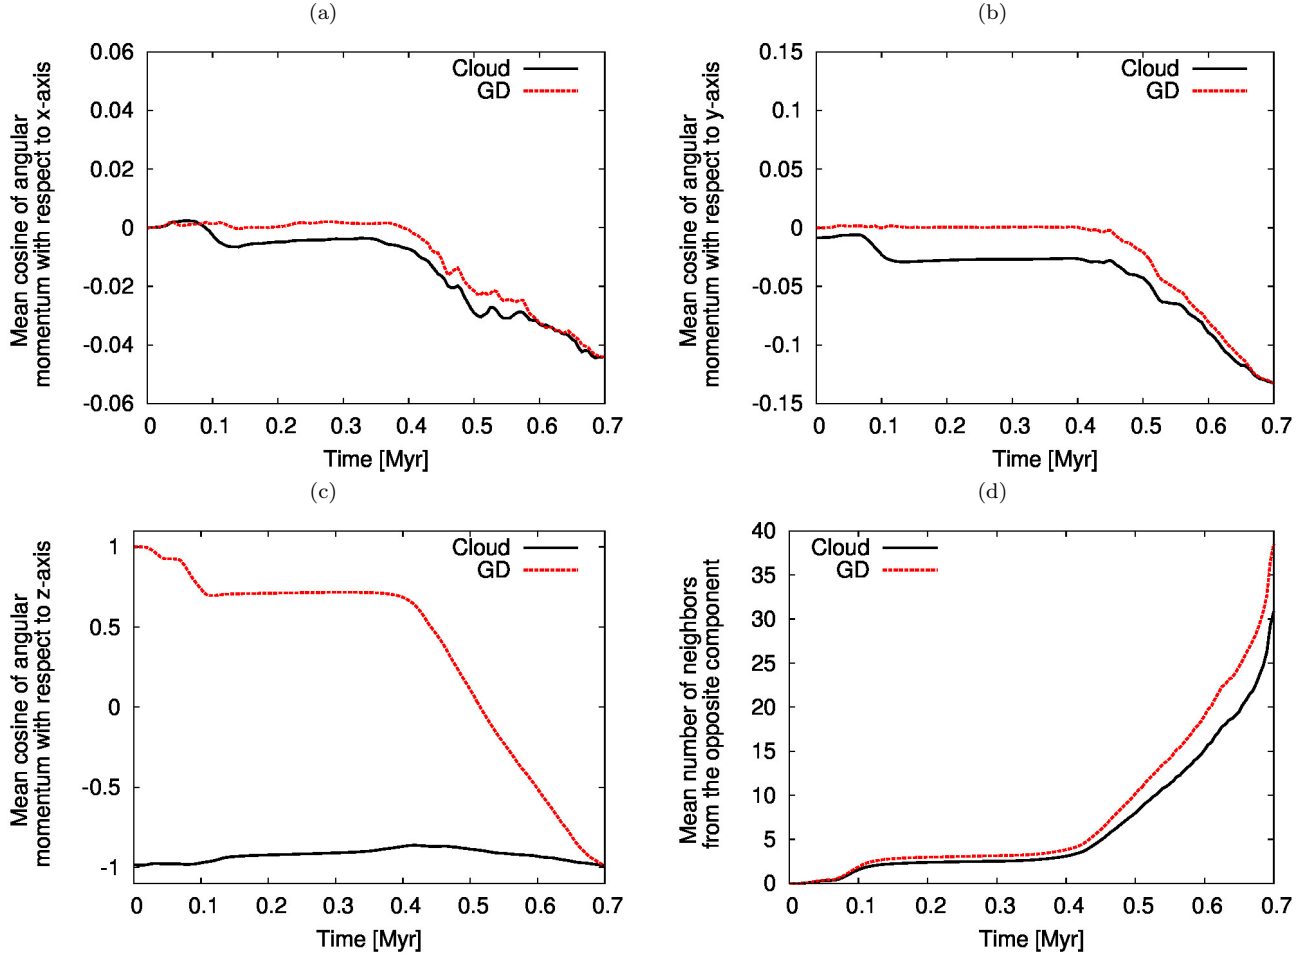 (a)
Mean cosine of angular
momentum with respect to x-axis
0.06
0.04
0.02
0
-0.02
-0.04
-0.06
Cloud
GD
0 0.1 0.2 0.3 0.4 0.5 0.6 0.7
Time [Myr]
(b)
Mean cosine of angular
momentum with respect to y-axis
0.15
0.1
0.05
0
-0.05
-0.1
-0.15
Cloud
GD
0 0.1 0.2 0.3 0.4 0.5 0.6 0.7
Time [Myr]
(c)
Mean cosine of angular
momentum with respect to z-axis
1
0.5
0
-0.5
-1
Cloud
GD
0 0.1 0.2 0.3 0.4 0.5 0.6 0.7
Time [Myr]
(d)
Mean number of neighbors
from the opposite component
40
35
30
25
20
15
10
5
0
Cloud
GD
0 0.1 0.2 0.3 0.4 0.5 0.6 0.7
Time [Myr]